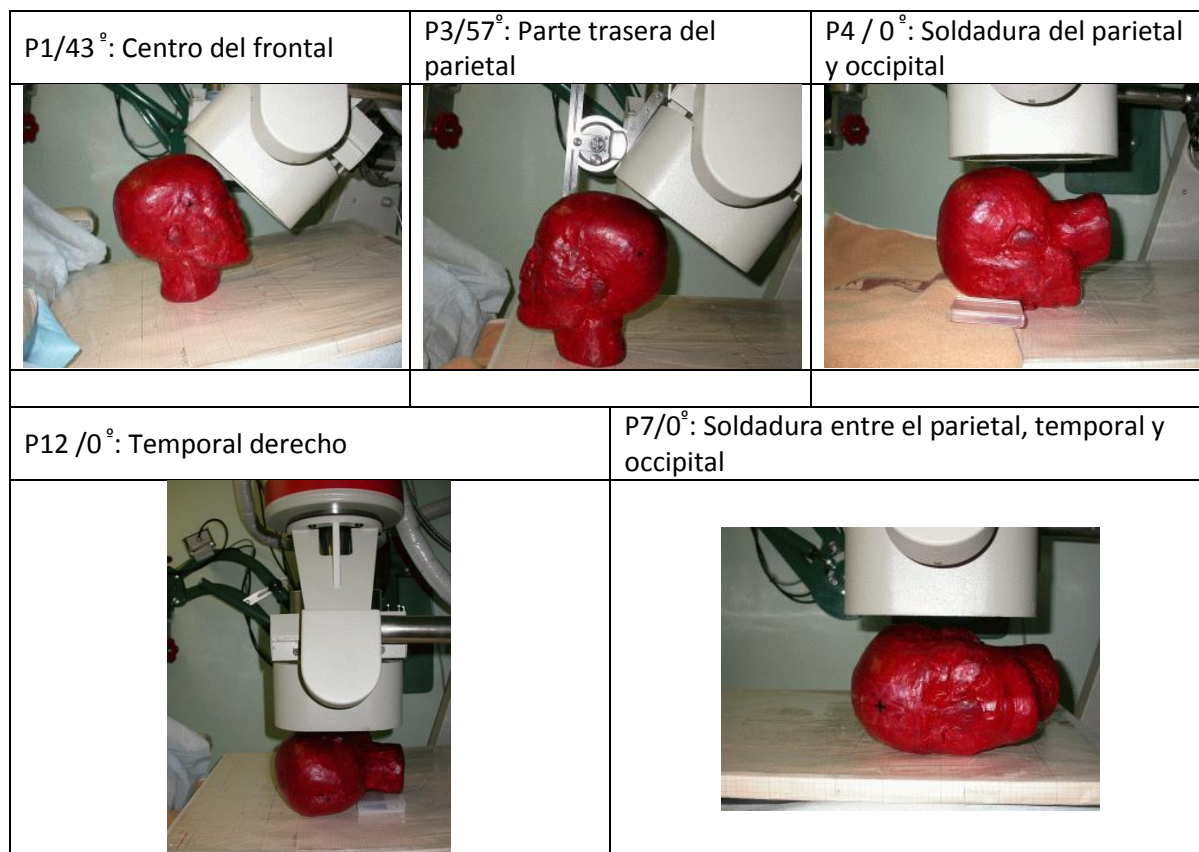 P1/43º: Centro del frontal
P3/57º: Parte trasera del
parietal
P4 / 0º: Soldadura del parietal
y occipital
P12 /0º: Temporal derecho
P7/0º: Soldadura entre el parietal, temporal y
occipital